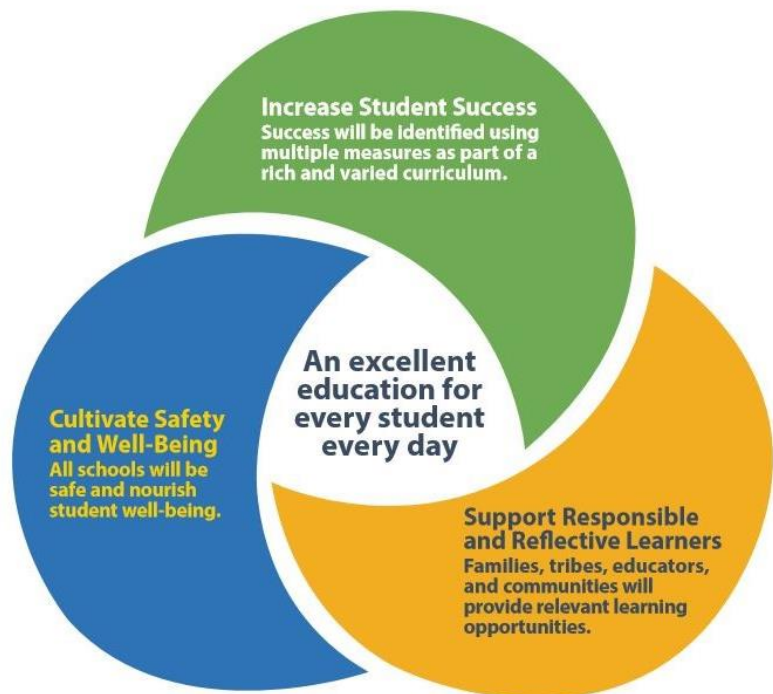 Increase Student Success
Success will be identified using
multiple measures as part of a
rich and varied curriculum.
An excellent
education for
every student
every day
Cultivate Safety
and Well-Being
All schools will be
safe and nourish
student well-being.
Support Responsible
and Reflective Learners
Families, tribes, educators,
and communities will
provide relevant learning
opportunities.